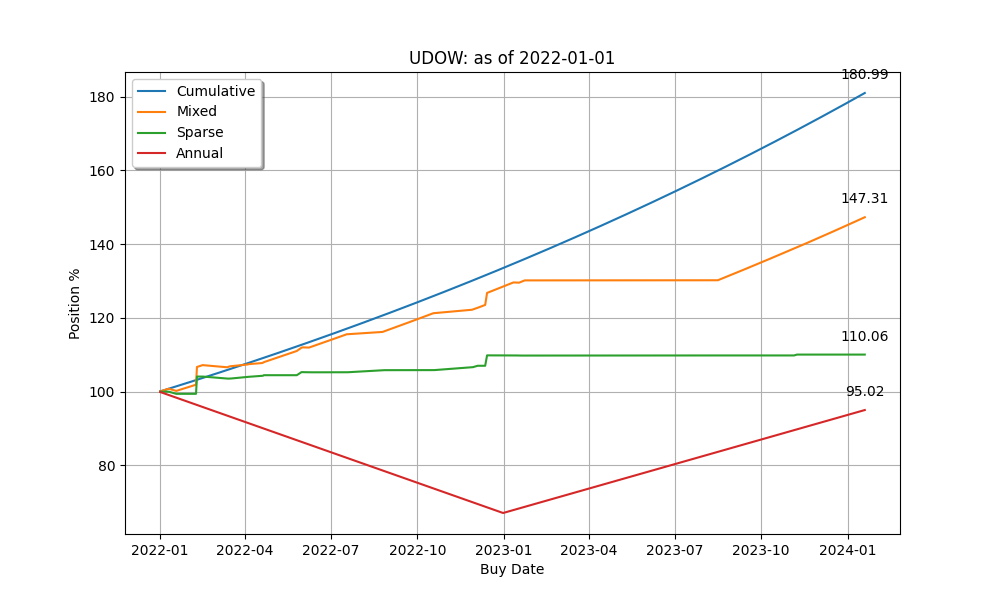 UDOW: as of 2022-01-01
Cumulative
Mixed
Sparse
Annual
180.99
147.31
110.06
95.02
180
160
140
120
100
80
Position %
2022-01 2022-04 2022-07 2022-10 2023-01 2023-04 2023-07 2023-10 2024-01
Buy Date